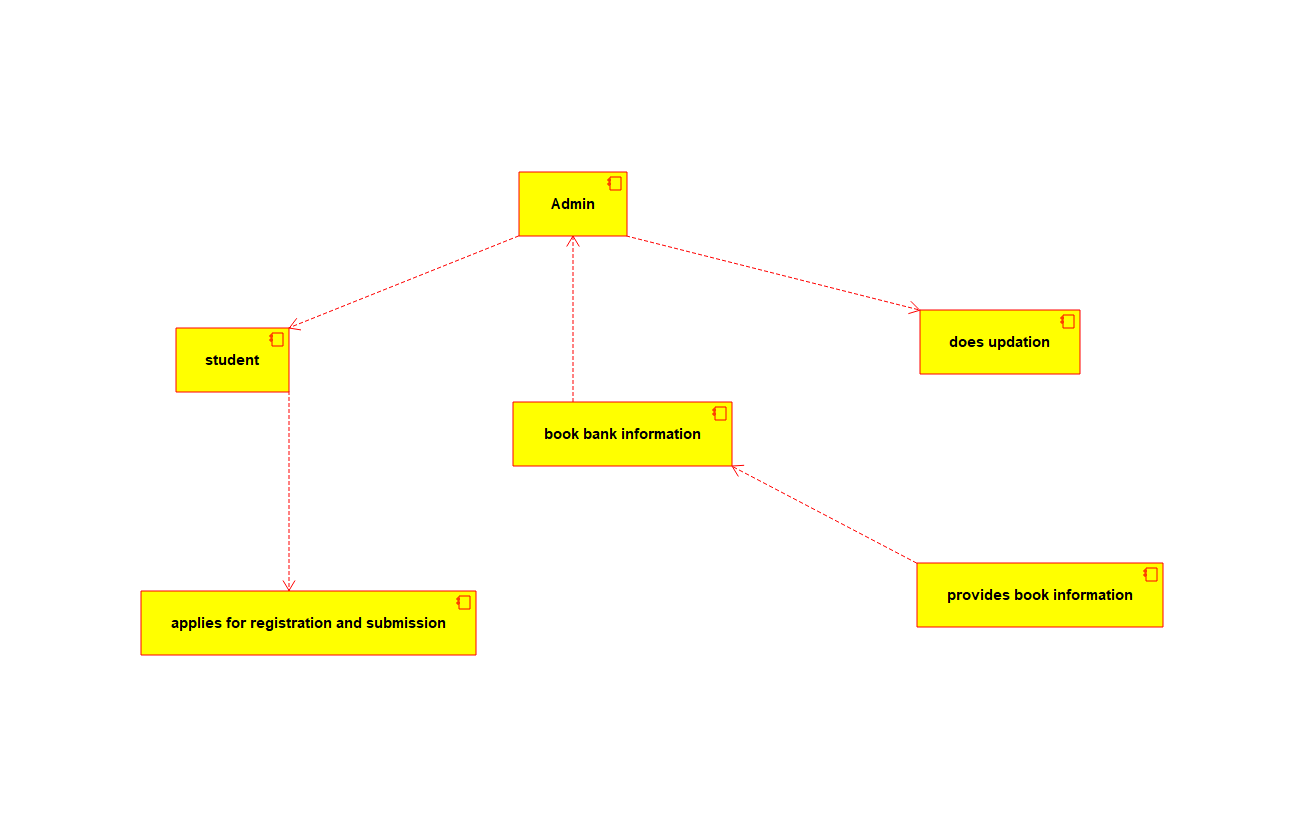 Admin
does updation
student
book bank information
provides book information
applies for registration and submission